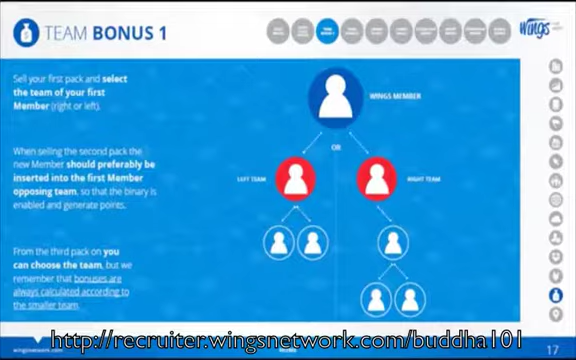 TEAM BONUS 1
Wings
Sell your first pack and select
the team of your first
Member (right or left).
WINGS MEMBER
OR
When selling the second pack the
new Member should preferably be
inserted into the first Member
opposing team, so that the binary is
enabled and generate points.
LEFT TEAM
RIGHT TEAM
From the third pack on you
can choose the team, but we
remember that bonuses are
always calculated according to
the smaller team.
wingsnetwork.com
http://recruiter.wingsnetwork.com/buddha101
17